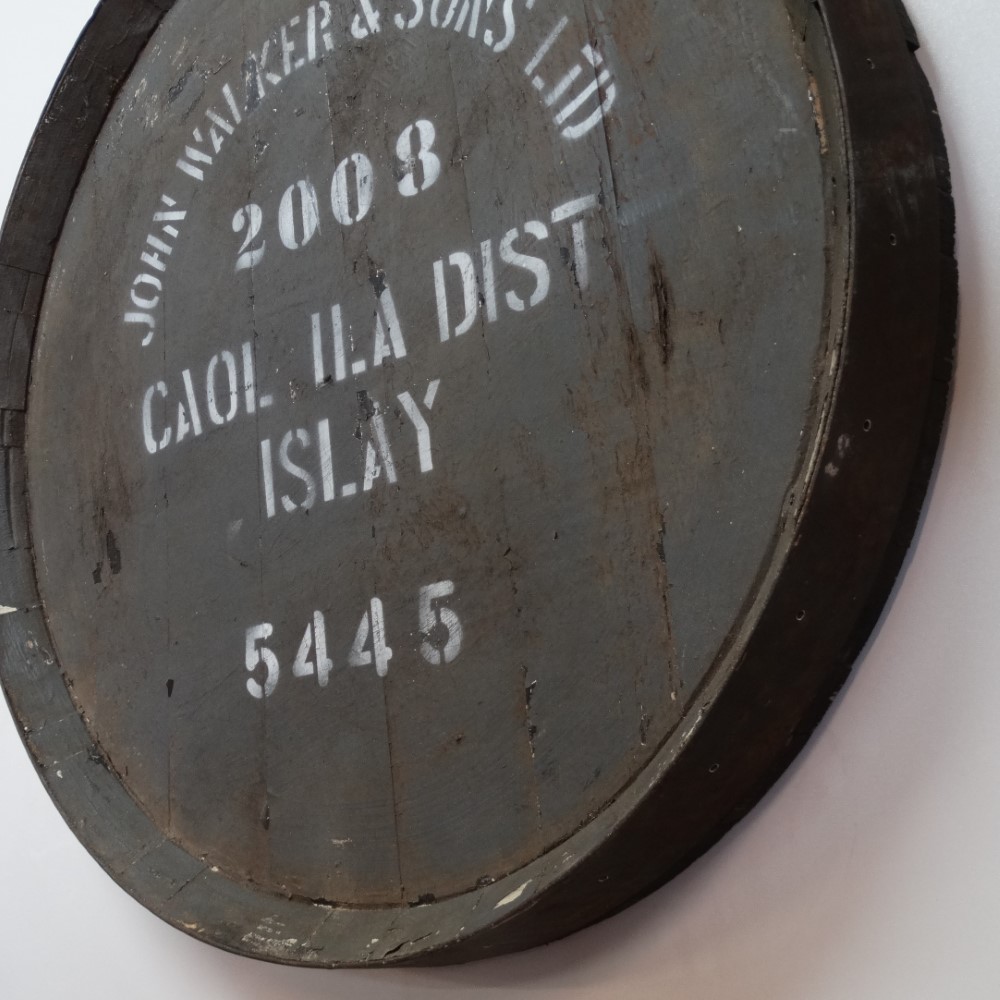 JOHN WALKER & SONS LTD
2008
CAOL ILA DIST
ISLAY
5445